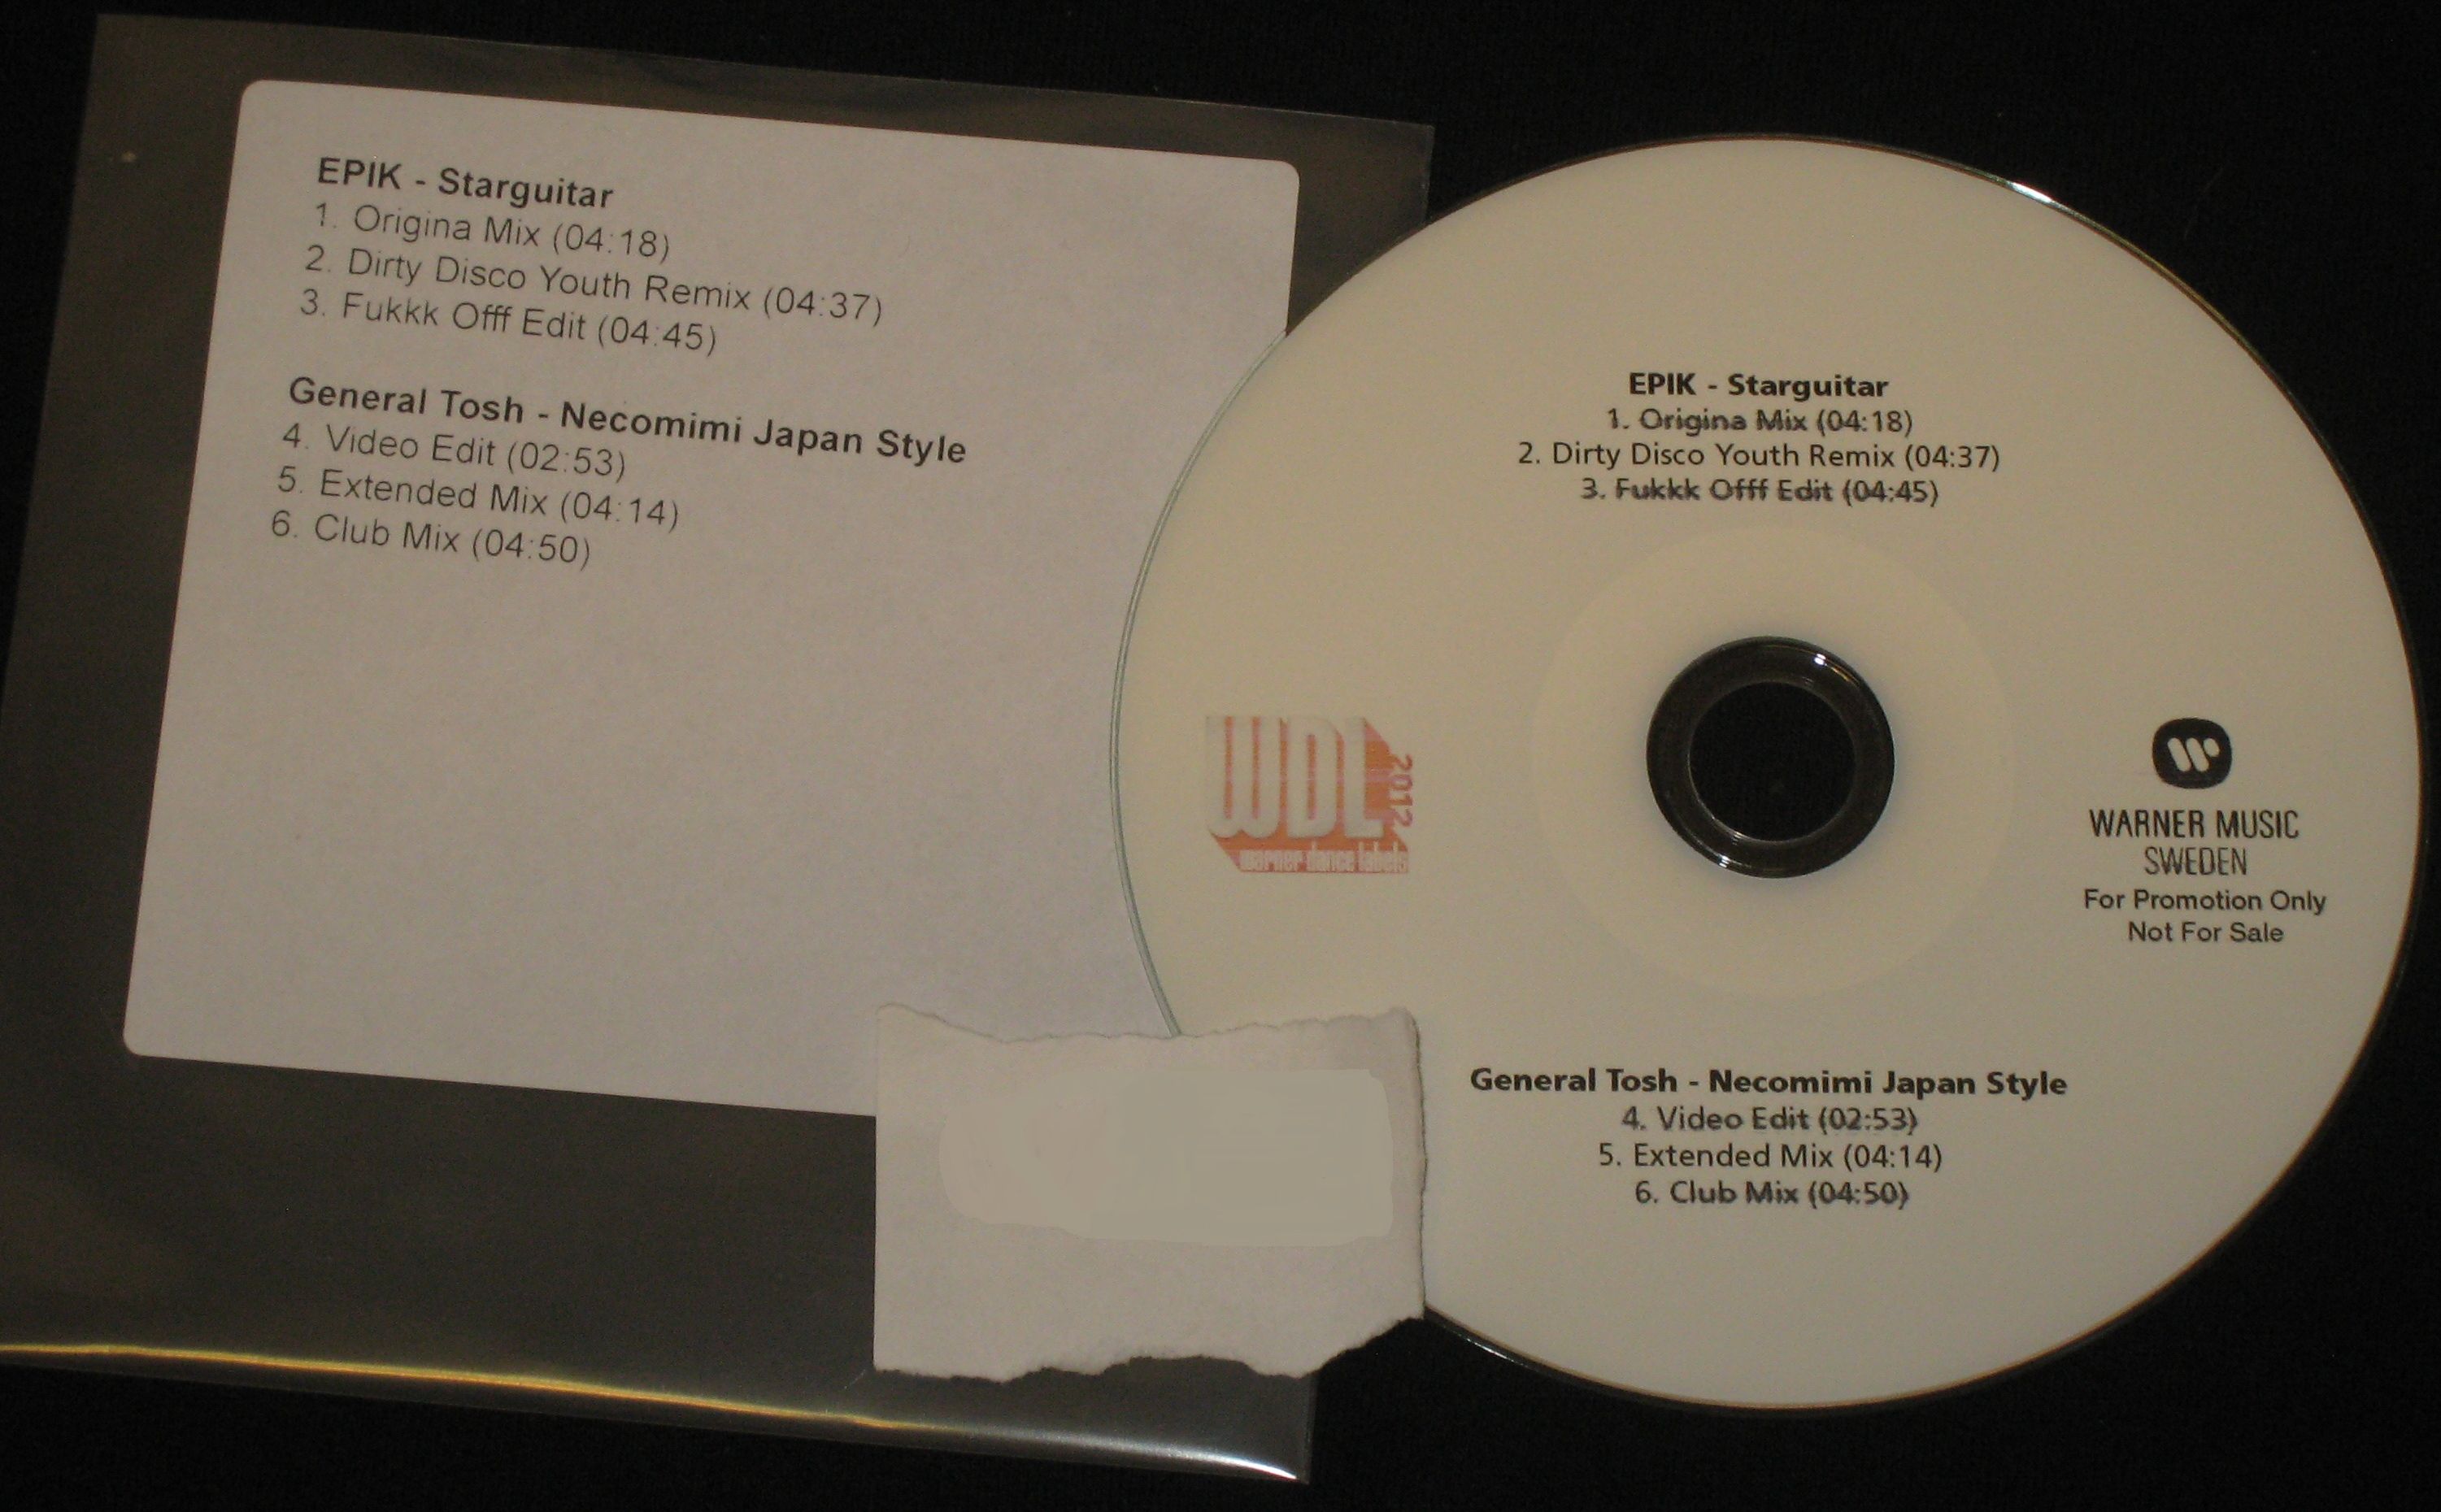 EPIK - Starguitar
1. Origina Mix (04:18)
2. Dirty Disco Youth Remix (04:37)
3. Fukkk Offf Edit (04:45)
General Tosh - Necomimi Japan Style
4. Video Edit (02:53)
5. Extended Mix (04:14)
6. Club Mix (04:50)
EPIK - Starguitar
1. Origina Mix (04:18)
2. Dirty Disco Youth Remix (04:37)
3. Fukkk Offf Edit (04:45)
WDL
2012
warner dance labels
WARNER MUSIC
SWEDEN
For Promotion Only
Not For Sale
General Tosh - Necomimi Japan Style
4. Video Edit (02:53)
5. Extended Mix (04:14)
6. Club Mix (04:50)